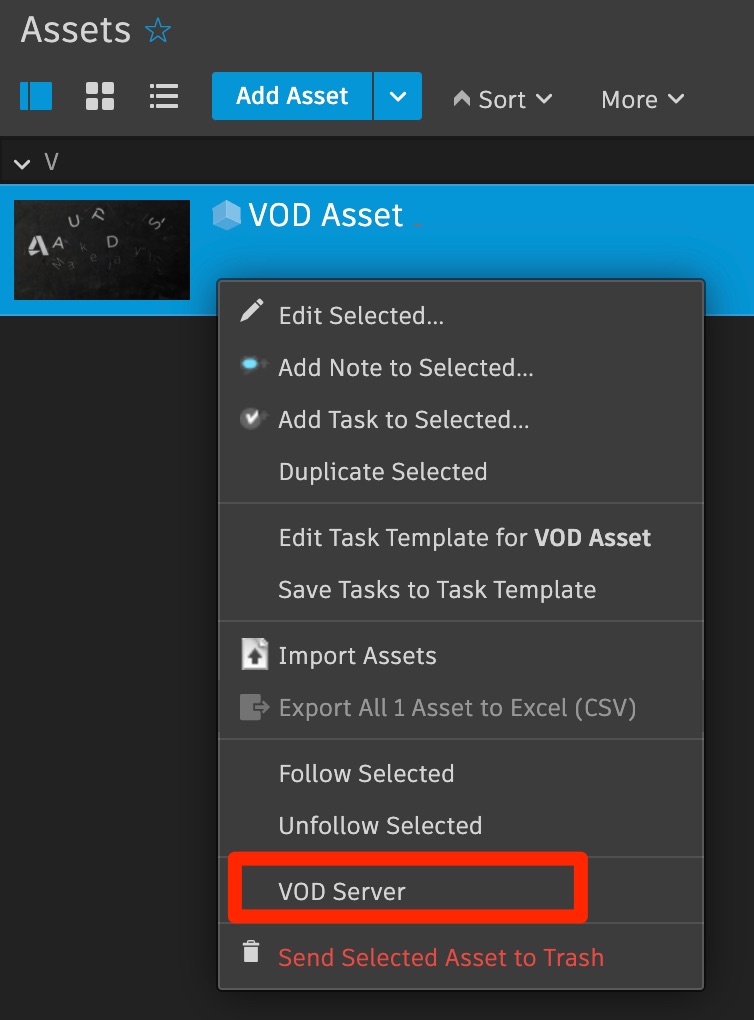 Assets
Add Asset
Sort
More
V
VOD Asset
Edit Selected...
Add Note to Selected...
Add Task to Selected...
Duplicate Selected
Edit Task Template for VOD Asset
Save Tasks to Task Template
Import Assets
Export All 1 Asset to Excel (CSV)
Follow Selected
Unfollow Selected
VOD Server
Send Selected Asset to Trash